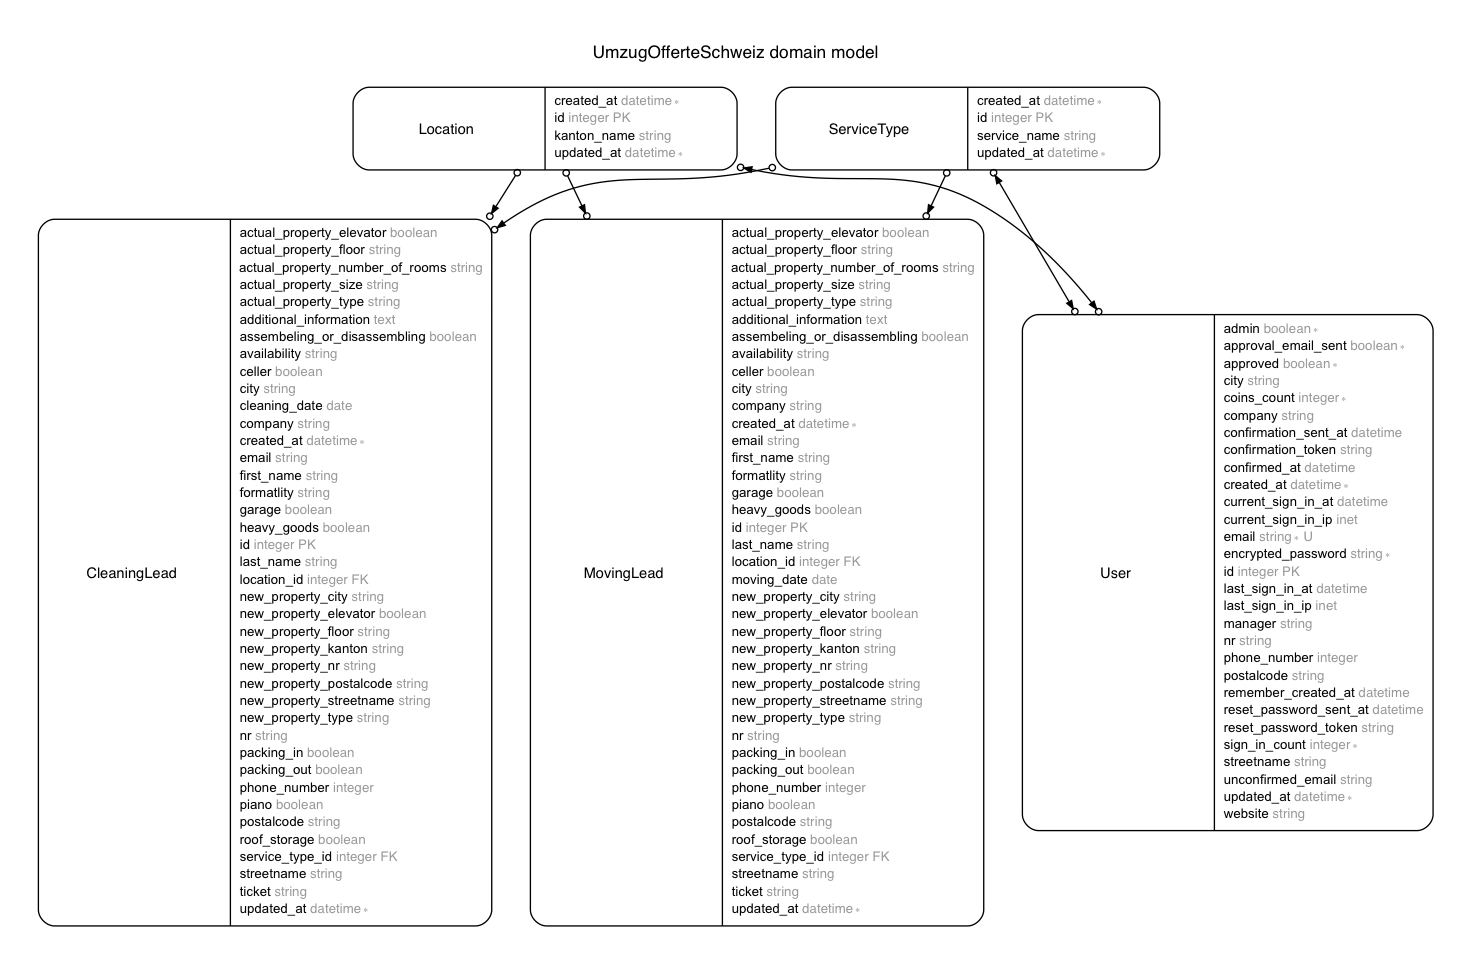 UmzugOfferteSchweiz domain model
Location
created_at datetime *
id integer PK
kanton_name string
updated_at datetime *
ServiceType
created_at datetime *
id integer PK
service_name string
updated_at datetime *
CleaningLead
actual_property_elevator boolean
actual_property_floor string
actual_property_number_of_rooms string
actual_property_size string
actual_property_type string
additional_information text
assembeling_or_disassembling boolean
availability string
celler boolean
city string
cleaning_date date
company string
created_at datetime *
email string
first_name string
formatlity string
garage boolean
heavy_goods boolean
id integer PK
last_name string
location_id integer FK
new_property_city string
new_property_elevator boolean
new_property_floor string
new_property_kanton string
new_property_nr string
new_property_postalcode string
new_property_streetname string
new_property_type string
nr string
packing_in boolean
packing_out boolean
phone_number integer
piano boolean
postalcode string
roof_storage boolean
service_type_id integer FK
streetname string
ticket string
updated_at datetime *
MovingLead
actual_property_elevator boolean
actual_property_floor string
actual_property_number_of_rooms string
actual_property_size string
actual_property_type string
additional_information text
assembeling_or_disassembling boolean
availability string
celler boolean
city string
company string
created_at datetime *
email string
first_name string
formatlity string
garage boolean
heavy_goods boolean
id integer PK
last_name string
location_id integer FK
moving_date date
new_property_city string
new_property_elevator boolean
new_property_floor string
new_property_kanton string
new_property_nr string
new_property_postalcode string
new_property_streetname string
new_property_type string
nr string
packing_in boolean
packing_out boolean
phone_number integer
piano boolean
postalcode string
roof_storage boolean
service_type_id integer FK
streetname string
ticket string
updated_at datetime *
User
admin boolean *
approval_email_sent boolean *
approved boolean *
city string
coins_count integer *
company string
confirmation_sent_at datetime
confirmation_token string
confirmed_at datetime
created_at datetime *
current_sign_in_at datetime
current_sign_in_ip inet
email string * U
encrypted_password string *
id integer PK
last_sign_in_at datetime
last_sign_in_ip inet
manager string
nr string
phone_number integer
postalcode string
remember_created_at datetime
reset_password_sent_at datetime
reset_password_token string
sign_in_count integer *
streetname string
unconfirmed_email string
updated_at datetime *
website string